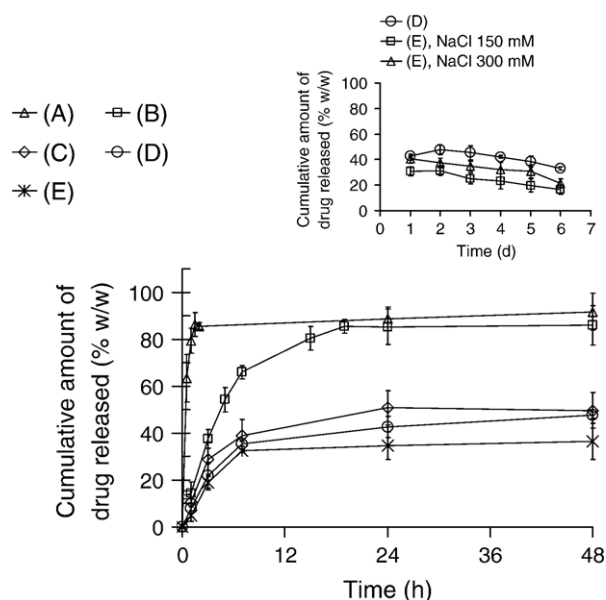 (D)
(E), NaCl 150 mM
(E), NaCl 300 mM
(A) (B)
(C) (D)
(E)
Cumulative amount of
drug released (% w/w)
100
80
60
40
20
0
0 1 2 3 4 5 6 7
Time (d)
Cumulative amount of
drug released (% w/w)
100
80
60
40
20
0
0 12 24 36 48
Time (h)